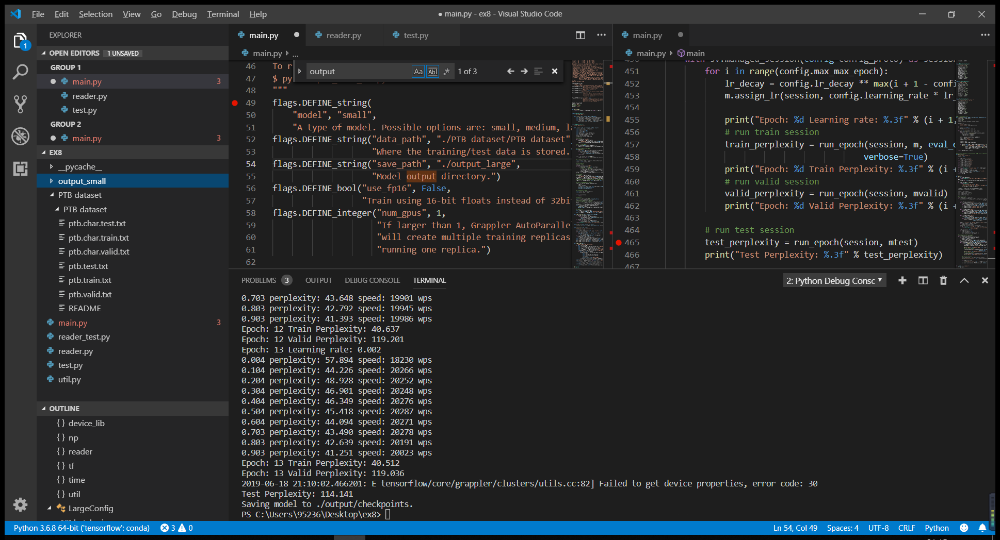 File Edit Selection View Go Debug Terminal Help
● main.py - ex8 - Visual Studio Code
1
EXPLORER
OPEN EDITORS 1 UNSAVED
GROUP 1
main.py 3
reader.py
test.py
GROUP 2
main.py 3
EX8
__pycache__
output_small
PTB dataset
PTB dataset
ptb.char.test.txt
ptb.char.train.txt
ptb.char.valid.txt
ptb.test.txt
ptb.train.txt
ptb.valid.txt
README
main.py 3
reader_test.py
reader.py
test.py
util.py
OUTLINE
{} device_lib
{} np
{} reader
{} tf
{} time
{} util
LargeConfig
main.py reader.py test.py
main.py ...
output Aa Abl .* 1 of 3
46 To r
47 $ py
48 """
49 flags.DEFINE_string(
50 "model", "small",
51 "A type of model. Possible options are: small, medium,
52 flags.DEFINE_string("data_path", "./PTB dataset/PTB dataset"
53 "Where the training/test data is stored.
54 flags.DEFINE_string("save_path", "./output_large",
55 "Model output directory.")
56 flags.DEFINE_bool("use_fp16", False,
57 "Train using 16-bit floats instead of 32bit
58 flags.DEFINE_integer("num_gpus", 1,
59 "If larger than 1, Grappler AutoParalle
60 "will create multiple training replicas
61 "running one replica.")
62
main.py
main.py main
450 with sv.managed_session(config=config_proto) as session
451 for i in range(config.max_max_epoch):
452 lr_decay = config.lr_decay ** max(i + 1 - confi
453 m.assign_lr(session, config.learning_rate * lr_
454
455 print("Epoch: %d Learning rate: %.3f" % (i + 1,
456 # run train session
457 train_perplexity = run_epoch(session, m, eval_o
458 verbose=True)
459 print("Epoch: %d Train Perplexity: %.3f" % (i +
460 # run valid session
461 valid_perplexity = run_epoch(session, mvalid)
462 print("Epoch: %d Valid Perplexity: %.3f" % (i +
463
464 # run test session
465 test_perplexity = run_epoch(session, mtest)
466 print("Test Perplexity: %.3f" % test_perplexity)
467
PROBLEMS 3 OUTPUT DEBUG CONSOLE TERMINAL 2: Python Debug Consc
0.703 perplexity: 43.648 speed: 19901 wps
0.803 perplexity: 42.792 speed: 19945 wps
0.903 perplexity: 41.393 speed: 19986 wps
Epoch: 12 Train Perplexity: 40.637
Epoch: 12 Valid Perplexity: 119.201
Epoch: 13 Learning rate: 0.002
0.004 perplexity: 57.894 speed: 18230 wps
0.104 perplexity: 44.226 speed: 20266 wps
0.204 perplexity: 48.928 speed: 20252 wps
0.304 perplexity: 46.901 speed: 20248 wps
0.404 perplexity: 46.349 speed: 20276 wps
0.504 perplexity: 45.418 speed: 20287 wps
0.604 perplexity: 44.094 speed: 20271 wps
0.703 perplexity: 43.490 speed: 20278 wps
0.803 perplexity: 42.639 speed: 20191 wps
0.903 perplexity: 41.251 speed: 20023 wps
Epoch: 13 Train Perplexity: 40.512
Epoch: 13 Valid Perplexity: 119.036
2019-06-18 21:10:02.466201: E tensorflow/core/grappler/clusters/utils.cc:82] Failed to get device properties, error code: 30
Test Perplexity: 114.141
Saving model to ./output/checkpoints.
PS C:\Users\95236\Desktop\ex8>
Python 3.6.8 64-bit ('tensorflow': conda) 3 0 Ln 54, Col 49 Spaces: 4 UTF-8 CRLF Python